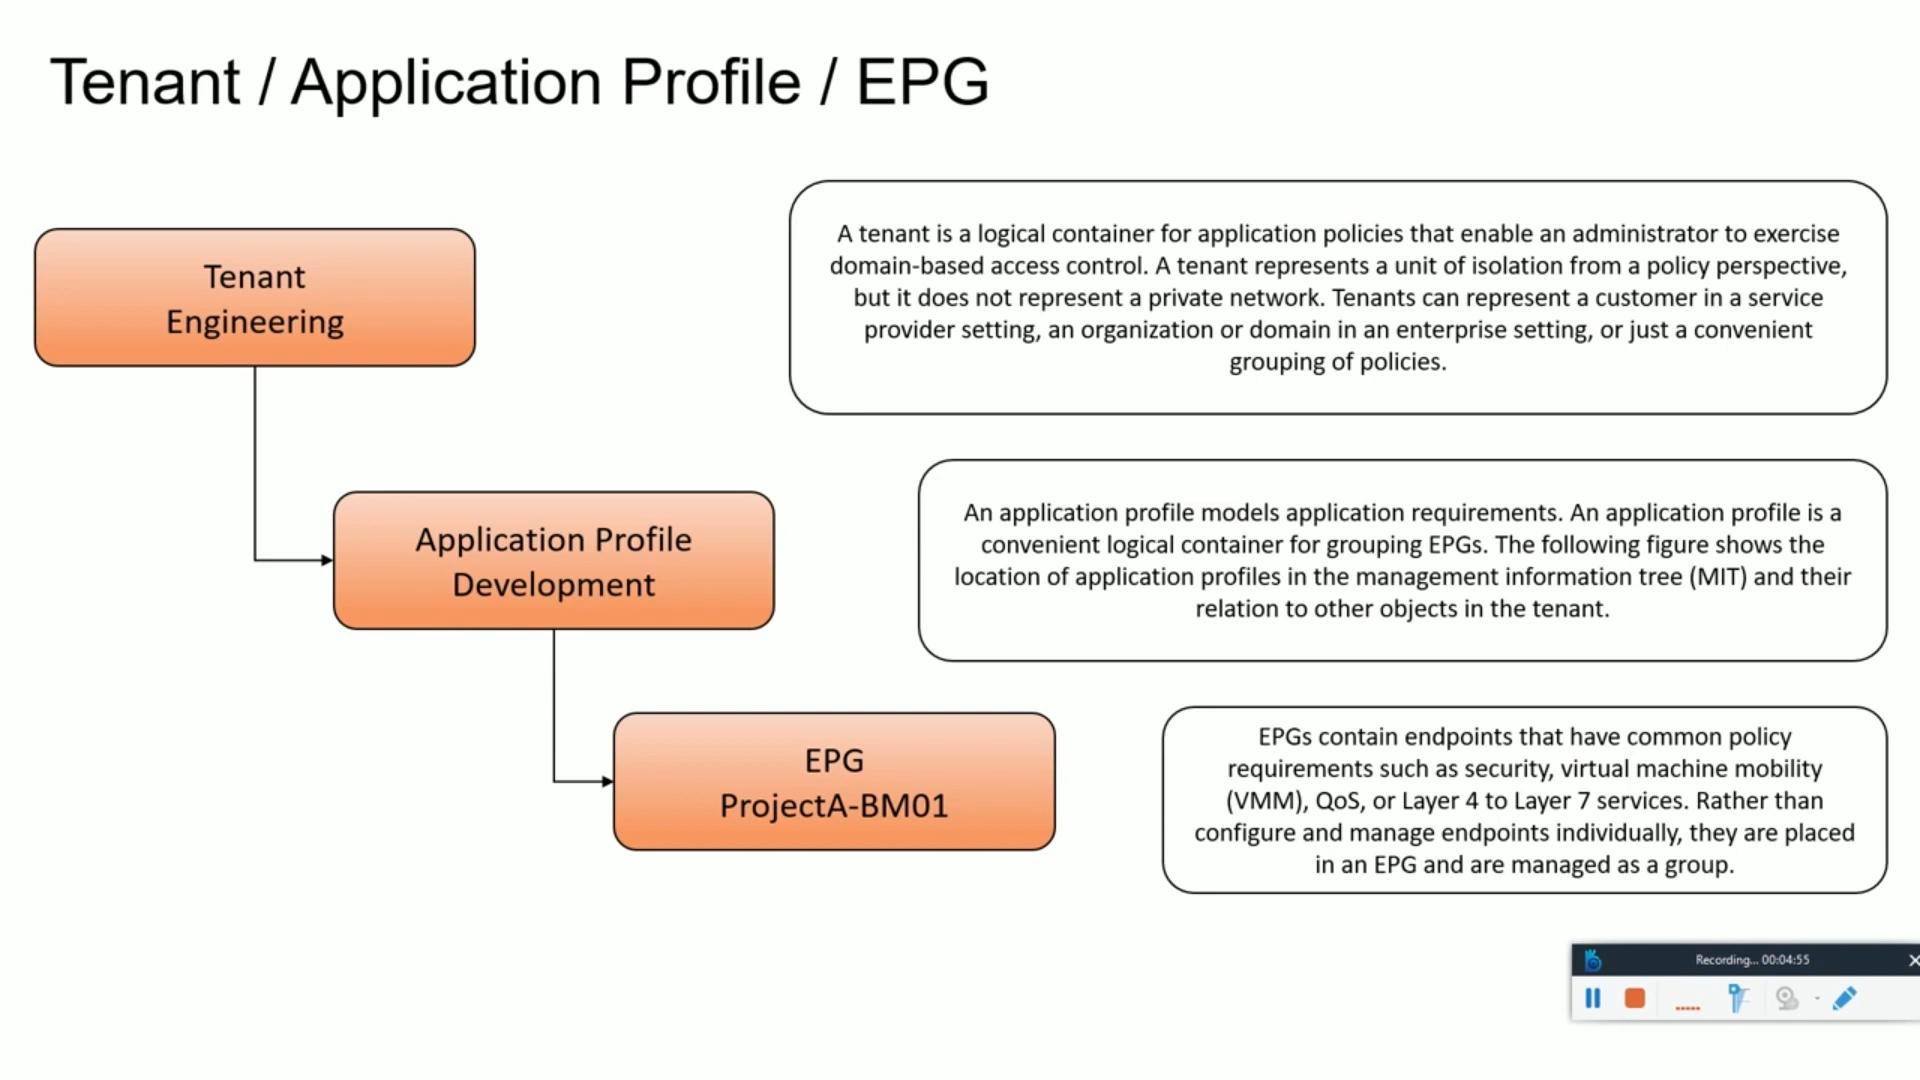 Tenant / Application Profile / EPG
Tenant
Engineering
A tenant is a logical container for application policies that enable an administrator to exercise
domain-based access control. A tenant represents a unit of isolation from a policy perspective,
but it does not represent a private network. Tenants can represent a customer in a service
provider setting, an organization or domain in an enterprise setting, or just a convenient
grouping of policies.
Application Profile
Development
An application profile models application requirements. An application profile is a
convenient logical container for grouping EPGs. The following figure shows the
location of application profiles in the management information tree (MIT) and their
relation to other objects in the tenant.
EPG
ProjectA-BM01
EPGs contain endpoints that have common policy
requirements such as security, virtual machine mobility
(VMM), QoS, or Layer 4 to Layer 7 services. Rather than
configure and manage endpoints individually, they are placed
in an EPG and are managed as a group.
Recording... 00:04:55